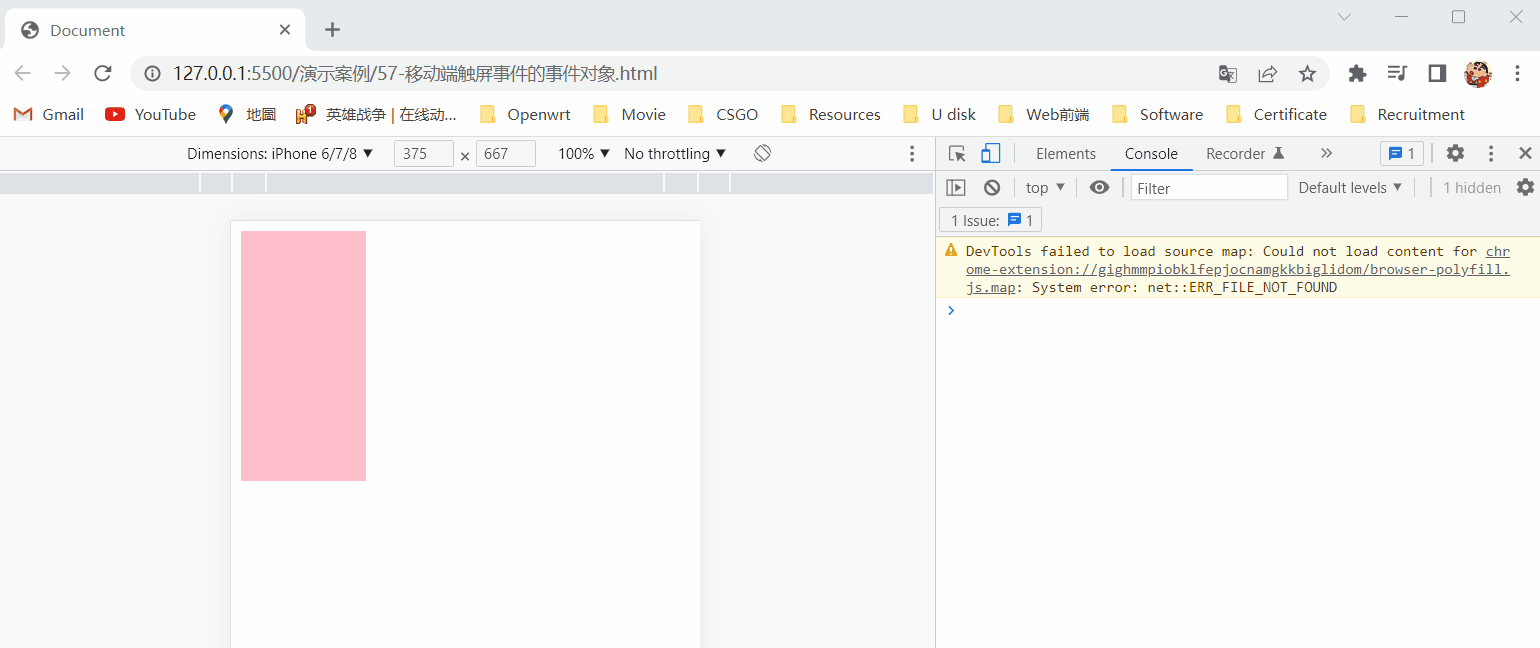 Document
127.0.0.1:5500/演示案例/57-移动端触屏事件的事件对象.html
Gmail YouTube 地圖 英雄战争 | 在线动... Openwrt Movie CSGO Resources U disk Web前端 Software Certificate Recruitment
Dimensions: iPhone 6/7/8 ▼ 375 × 667 100% ▼ No throttling ▼
Elements Console Recorder » 1
top ▼ Filter Default levels ▼ 1 hidden
1 Issue: 1
DevTools failed to load source map: Could not load content for chr
ome-extension://gighmmpiobklfepjocnamgkkbiglidom/browser-polyfill.
js.map: System error: net::ERR_FILE_NOT_FOUND